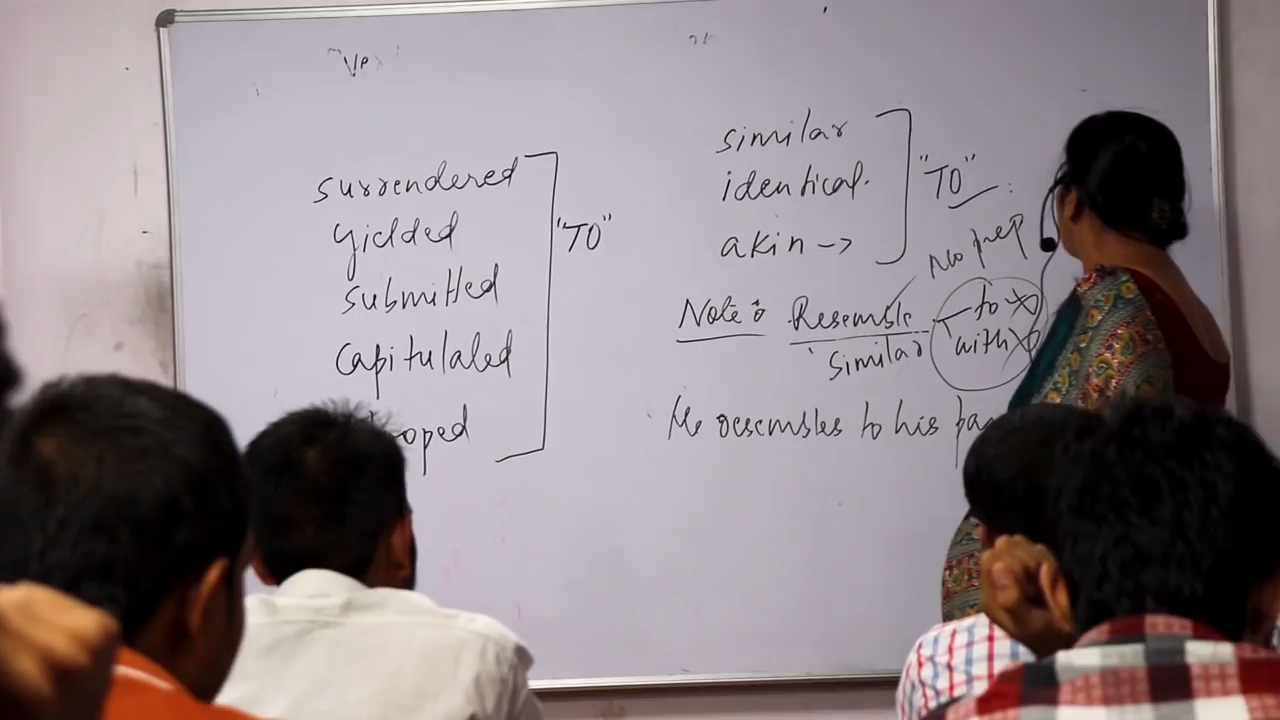 surrendered
yielded
submitted
capitulated
"TO"
similar
identical.
akin ->
"TO"
No prep
Note: Resemble
to x
with x
similar
He resembles to his